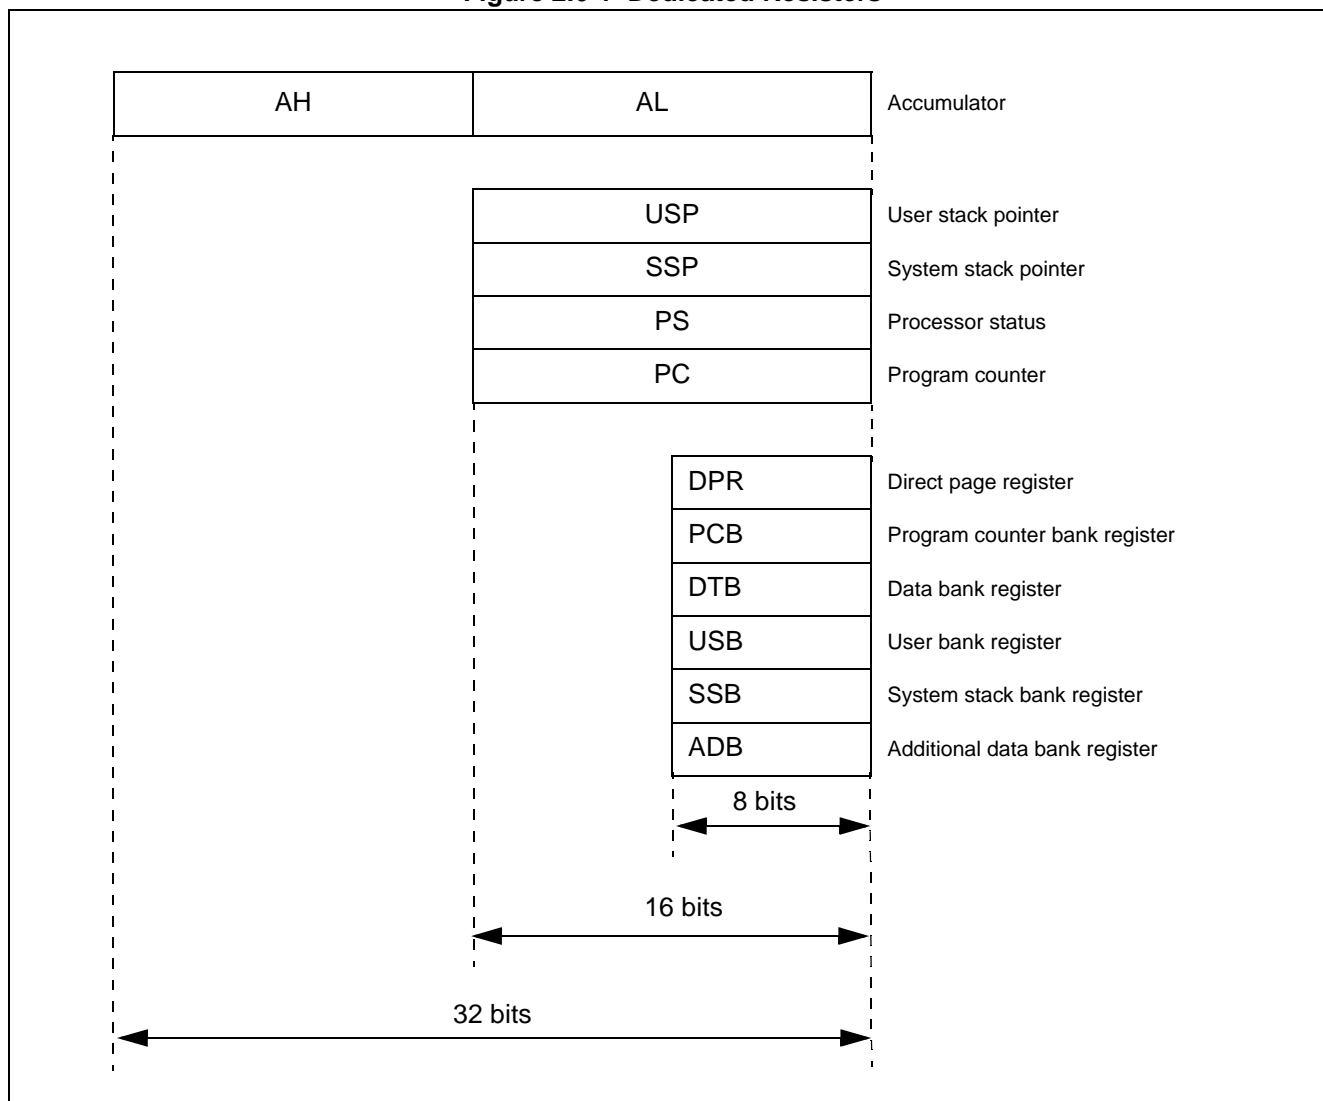 AH AL Accumulator
USP User stack pointer
SSP System stack pointer
PS Processor status
PC Program counter
DPR Direct page register
PCB Program counter bank register
DTB Data bank register
USB User bank register
SSB System stack bank register
ADB Additional data bank register
8 bits
16 bits
32 bits